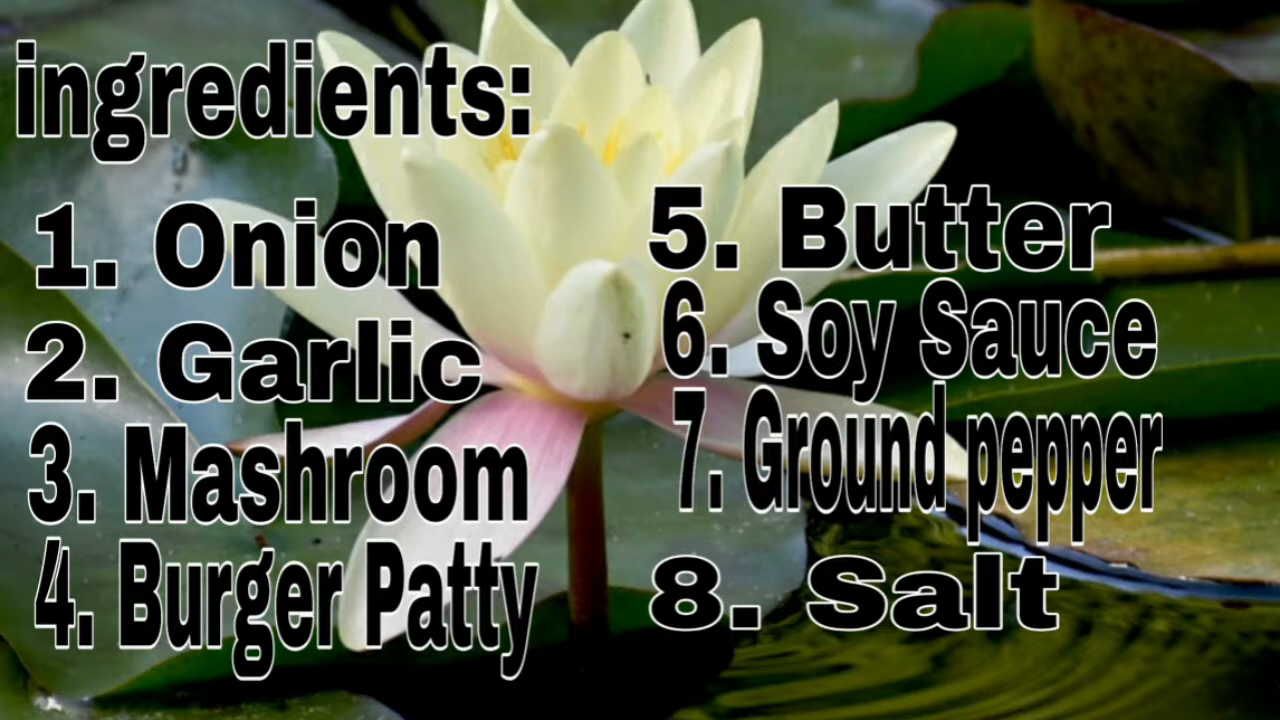 ingredients:
1. Onion
2. Garlic
3. Mashroom
4. Burger Patty
5. Butter
6. Soy Sauce
7. Ground pepper
8. Salt